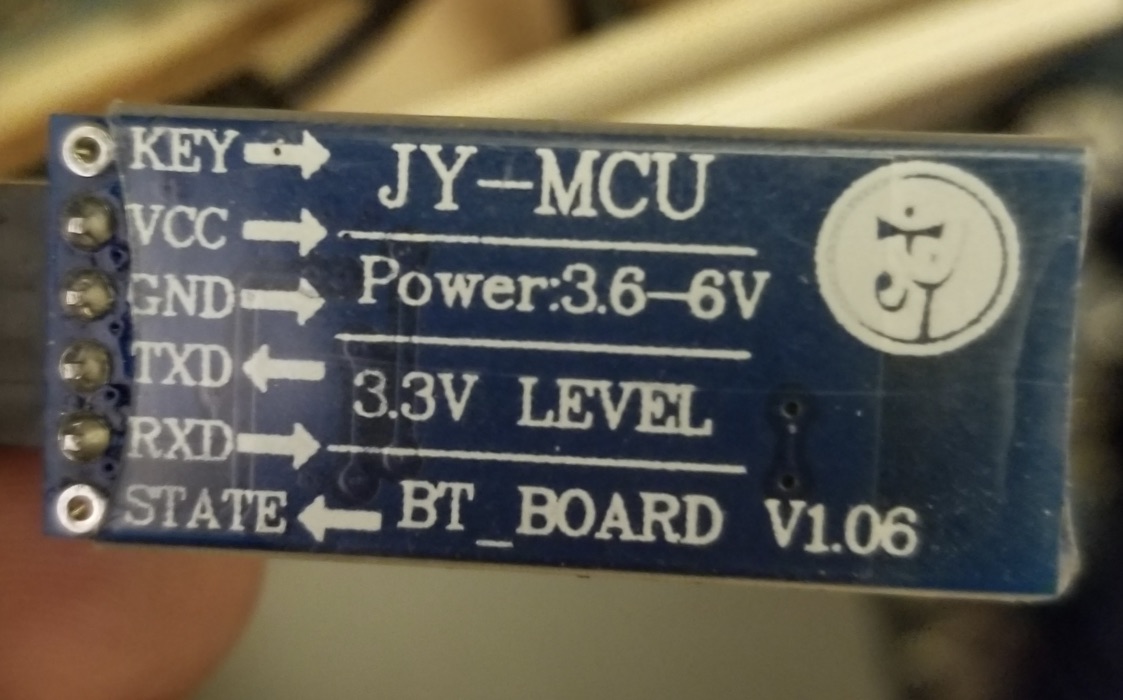 KEY
VCC
GND
TXD
RXD
STATE
JY-MCU
Power:3.6-6V
3.3V LEVEL
BT_BOARD V1.06